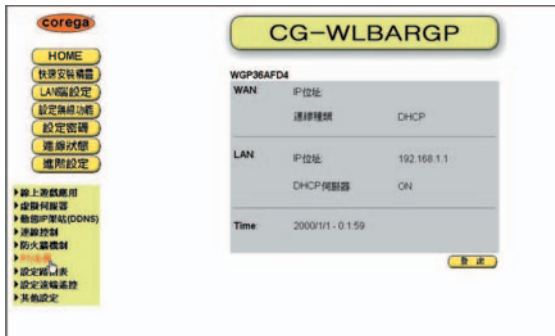 corega
CG-WLBARGP
HOME
快速安裝精靈
LAN端設定
設定無線功能
設定密碼
連線狀態
進階設定
線上遊戲應用
虛擬伺服器
動態IP架站(DDNS)
連線控制
防火牆機制
設定路由表
設定遠端遙控
其他設定
WGP36AFD4
WAN: IP位址:
連線種類 DHCP
LAN: IP位址: 192.168.1.1
DHCP伺服器 ON
Time: 2000/1/1 - 0:1:59
登出